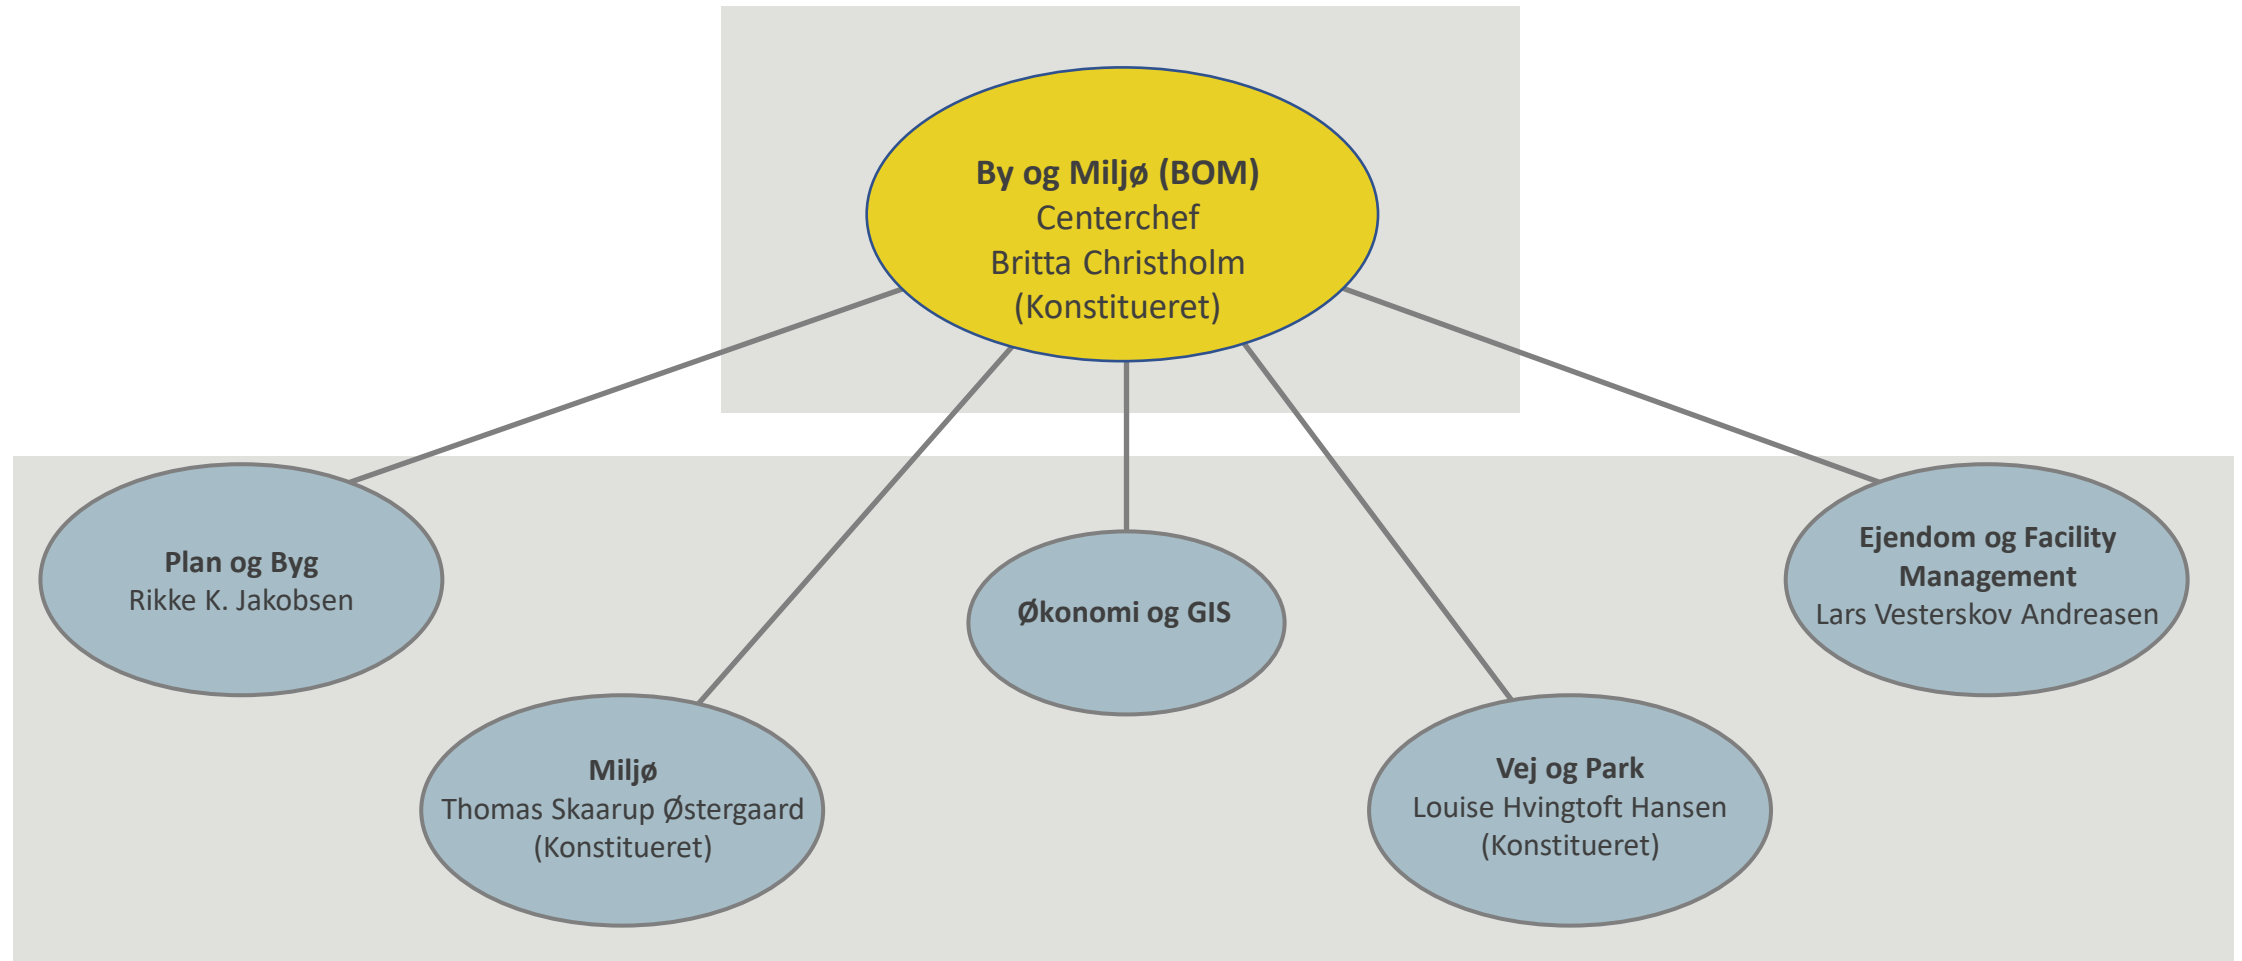 By og Miljø (BOM)
Centerchef
Britta Christholm
(Konstitueret)
Plan og Byg
Rikke K. Jakobsen
Miljø
Thomas Skaarup Østergaard
(Konstitueret)
Økonomi og GIS
Vej og Park
Louise Hvingtoft Hansen
(Konstitueret)
Ejendom og Facility
Management
Lars Vesterskov Andreasen